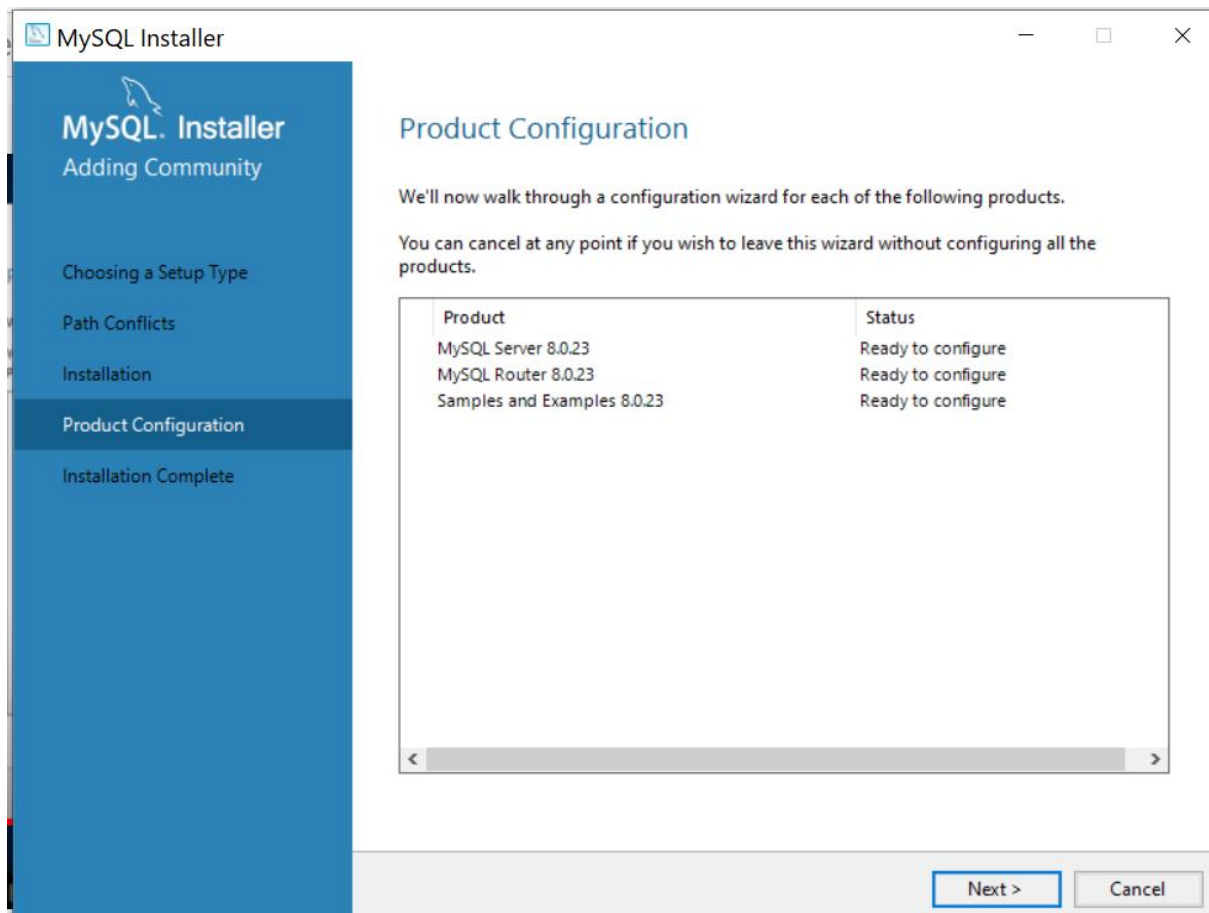 MySQL Installer
MySQL. Installer
Adding Community
Choosing a Setup Type
Path Conflicts
Installation
Product Configuration
Installation Complete
Product Configuration
We'll now walk through a configuration wizard for each of the following products.
You can cancel at any point if you wish to leave this wizard without configuring all the
products.
Product Status
MySQL Server 8.0.23 Ready to configure
MySQL Router 8.0.23 Ready to configure
Samples and Examples 8.0.23 Ready to configure
Next >
Cancel